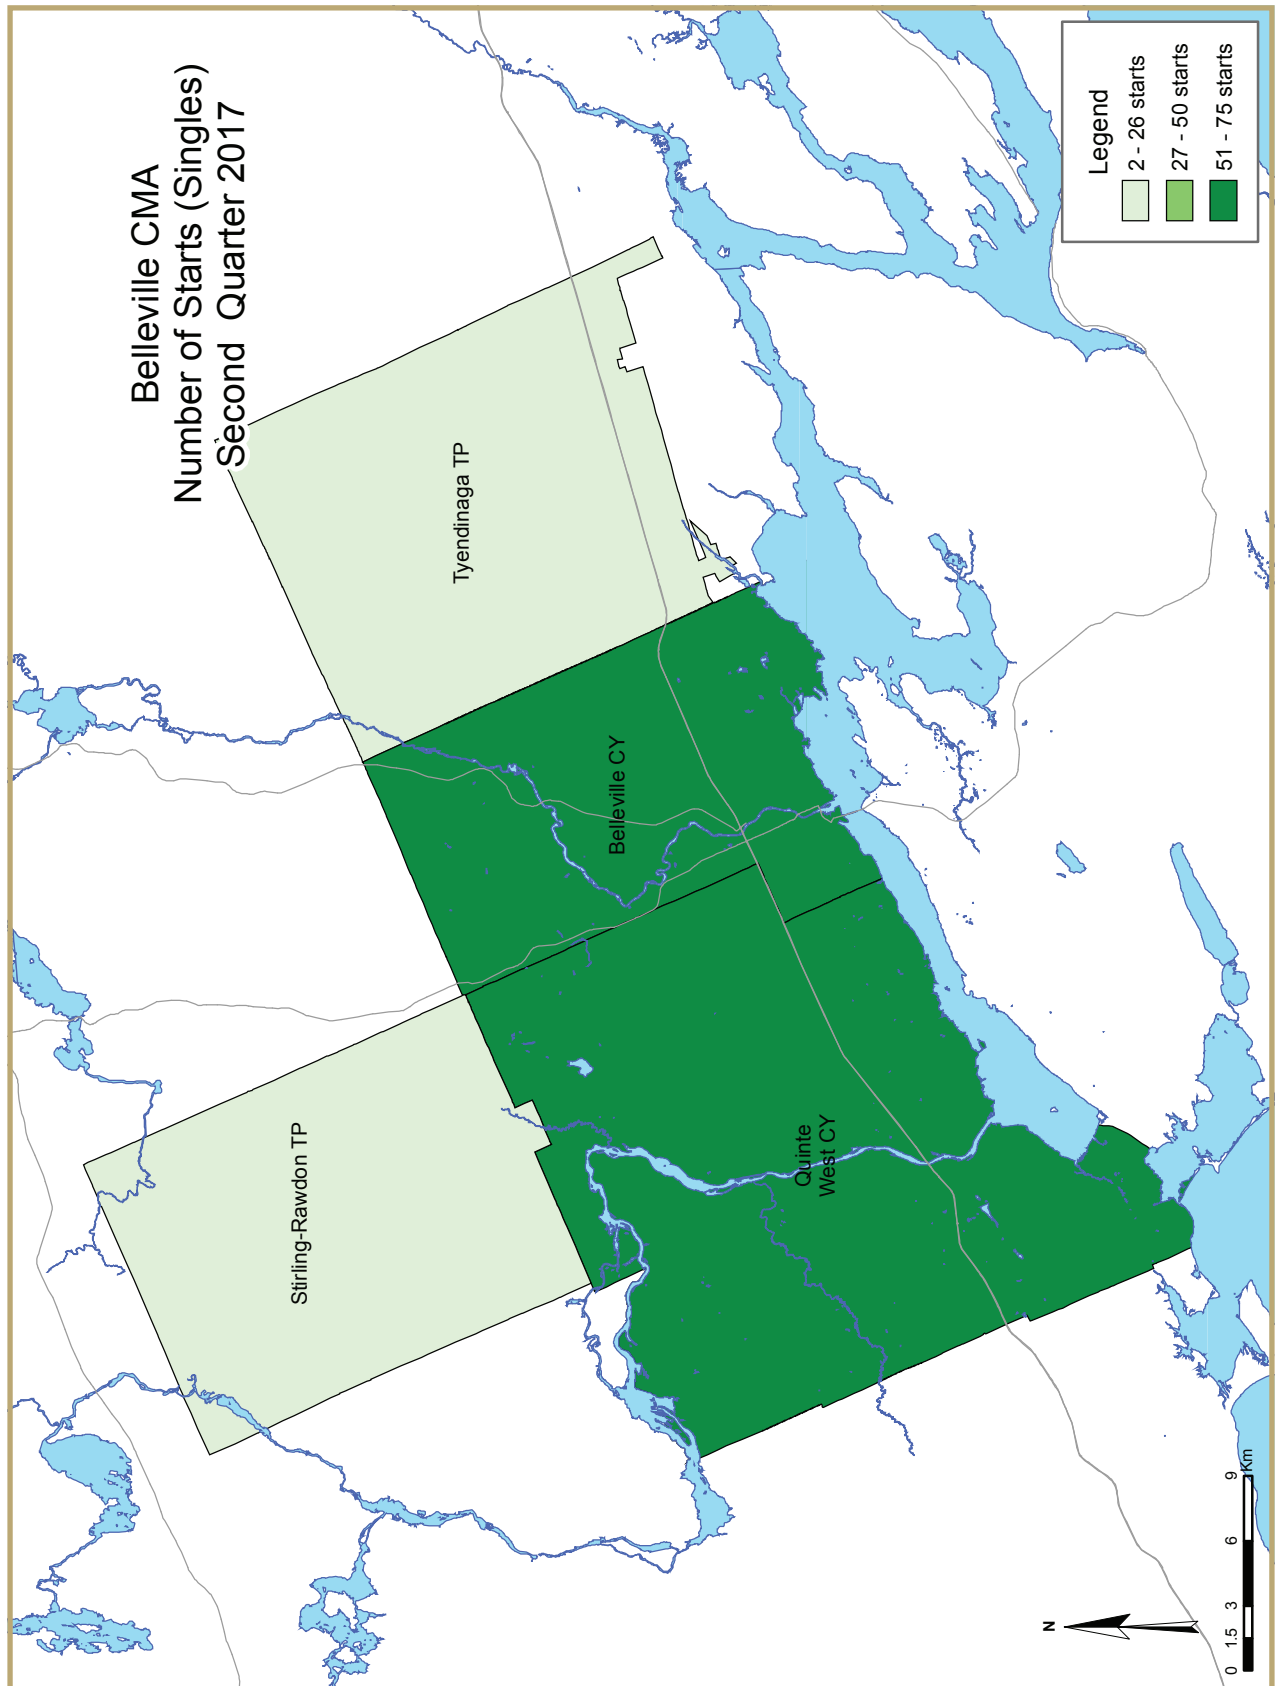 Belleville CMA
Number of Starts (Singles)
Second Quarter 2017
Tyendinaga TP
Stirling-Rawdon TP
Belleville CY
Quinte
West CY
N
0 1.5 3 6 9
Km
Legend
2 - 26 starts
27 - 50 starts
51 - 75 starts